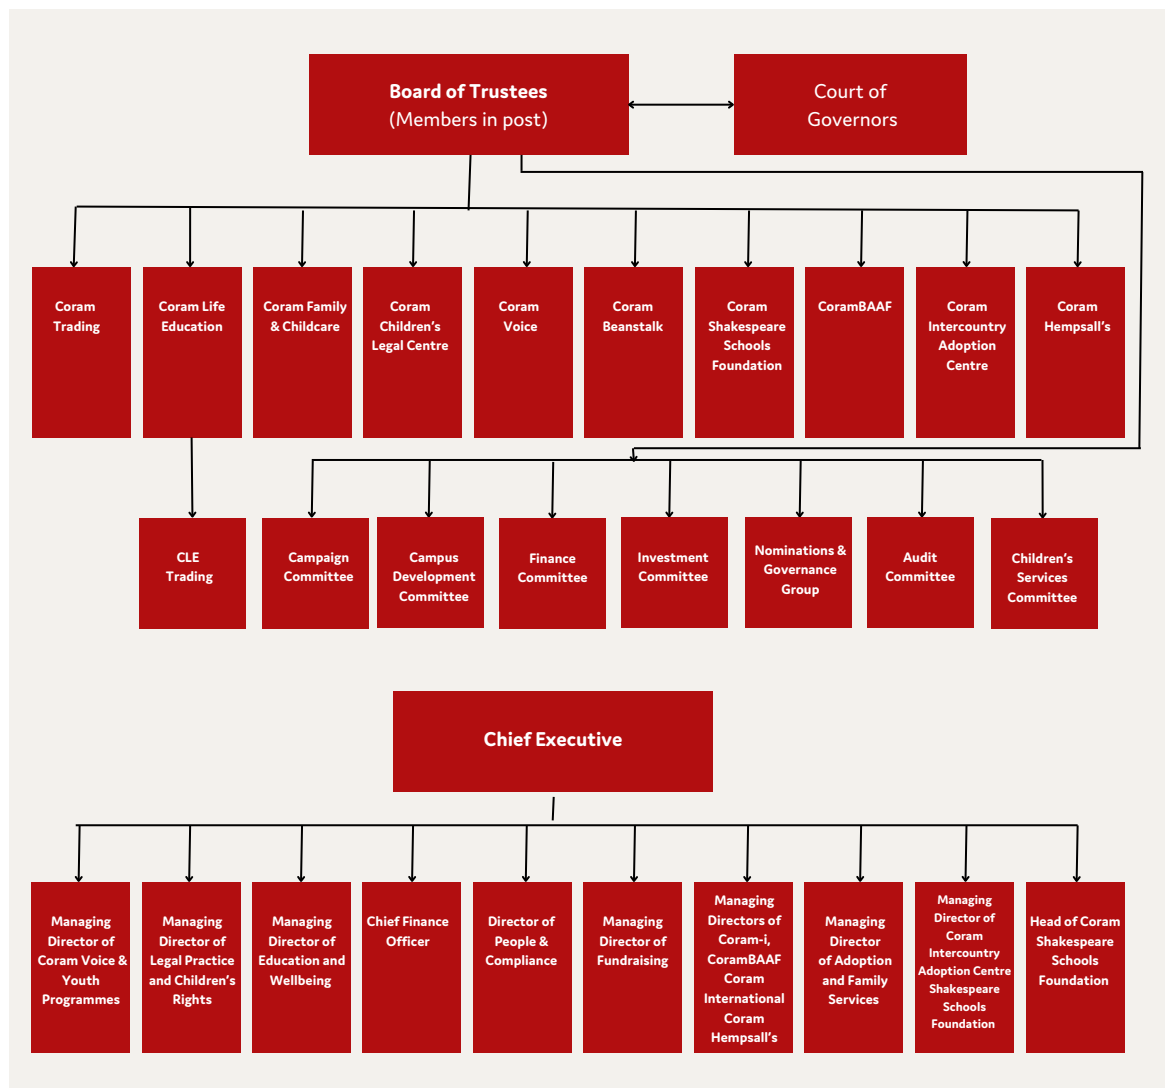 Board of Trustees
(Members in post)
Court of
Governors
Coram
Trading
Coram Life
Education
Coram Family
& Childcare
Coram
Children's
Legal Centre
Coram
Voice
Coram
Beanstalk
Coram
Shakespeare
Schools
Foundation
CoramBAAF
Coram
Intercountry
Adoption
Centre
Coram
Hempsall's
CLE
Trading
Campaign
Committee
Campus
Development
Committee
Finance
Committee
Investment
Committee
Nominations &
Governance
Group
Audit
Committee
Children's
Services
Committee
Chief Executive
Managing
Director of
Coram Voice &
Youth
Programmes
Managing
Director of
Legal Practice
and Children's
Rights
Managing
Director of
Education and
Wellbeing
Chief Finance
Officer
Director of
People &
Compliance
Managing
Director of
Fundraising
Managing
Directors of
Coram-i,
CoramBAAF
Coram
International
Coram
Hempsall's
Managing
Director
of Adoption
and Family
Services
Managing
Director of
Coram
Intercountry
Adoption Centre
Shakespeare
Schools
Foundation
Head of Coram
Shakespeare
Schools
Foundation